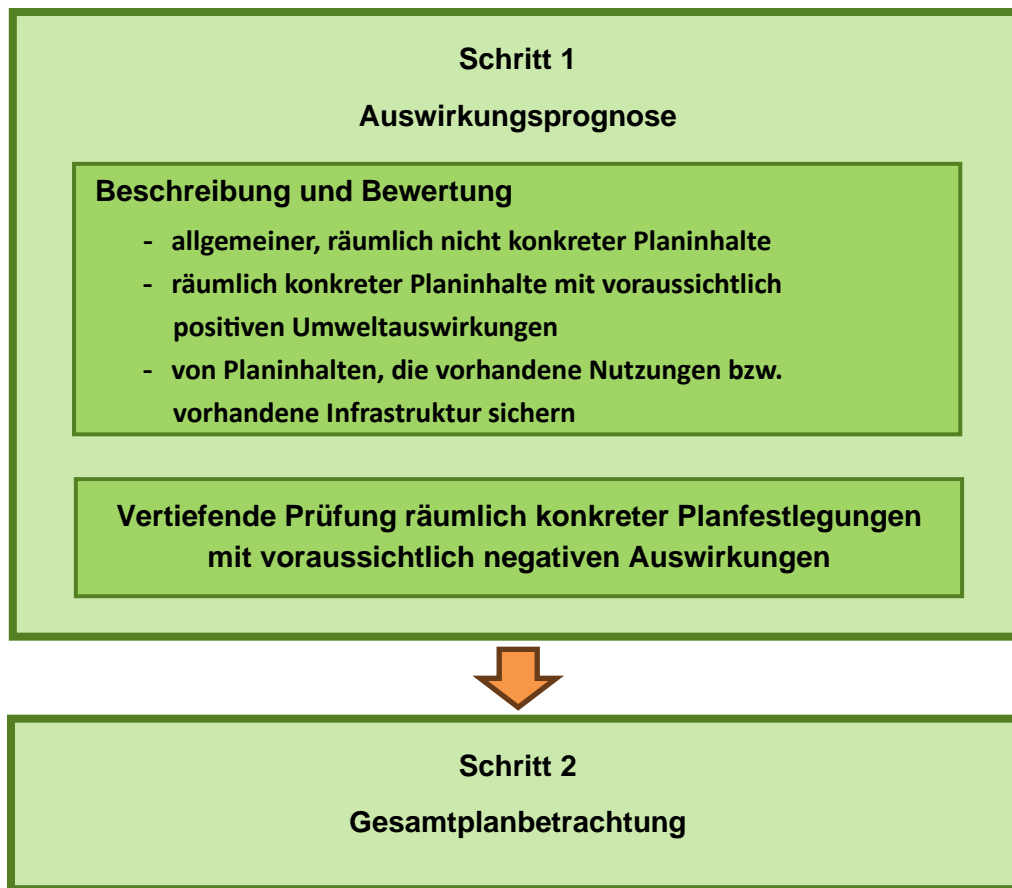 Schritt 1
Auswirkungsprognose
Beschreibung und Bewertung
- allgemeiner, räumlich nicht konkreter Planinhalte
- räumlich konkreter Planinhalte mit voraussichtlich
positiven Umweltauswirkungen
- von Planinhalten, die vorhandene Nutzungen bzw.
vorhandene Infrastruktur sichern
Vertiefende Prüfung räumlich konkreter Planfestlegungen
mit voraussichtlich negativen Auswirkungen
Schritt 2
Gesamtplanbetrachtung